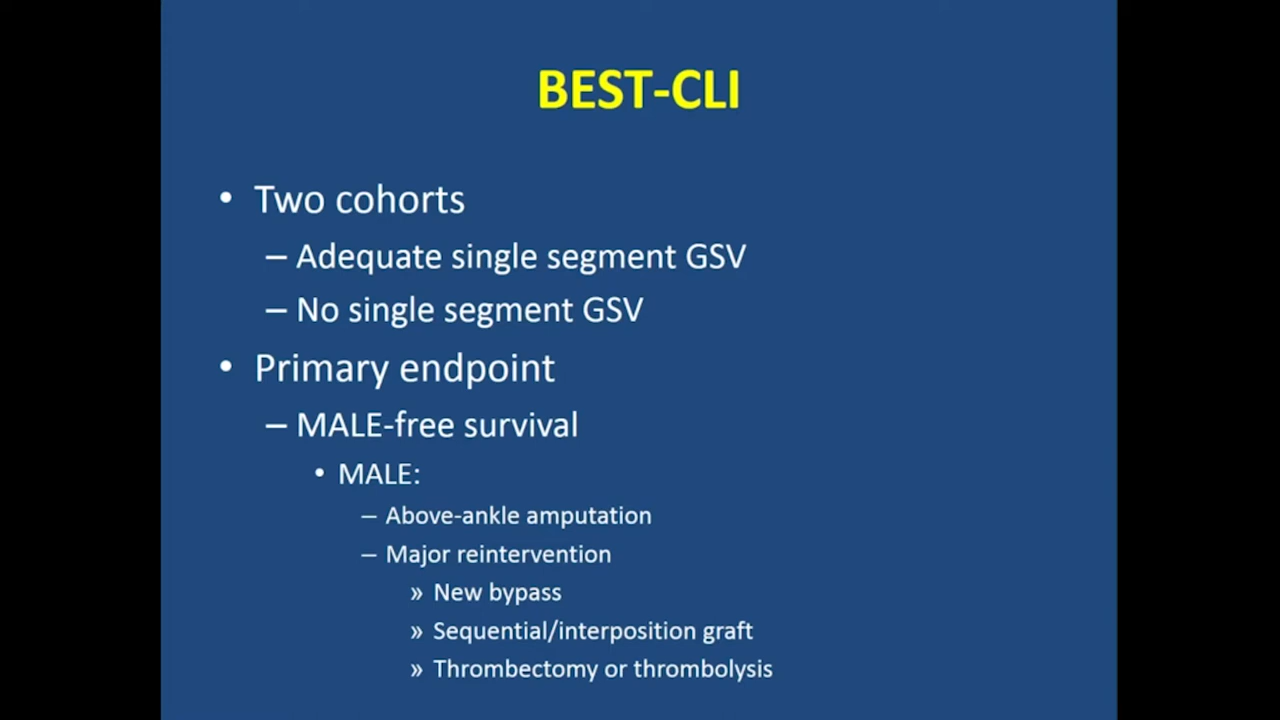 BEST-CLI
• Two cohorts
– Adequate single segment GSV
– No single segment GSV
• Primary endpoint
– MALE-free survival
• MALE:
– Above-ankle amputation
– Major reintervention
» New bypass
» Sequential/interposition graft
» Thrombectomy or thrombolysis